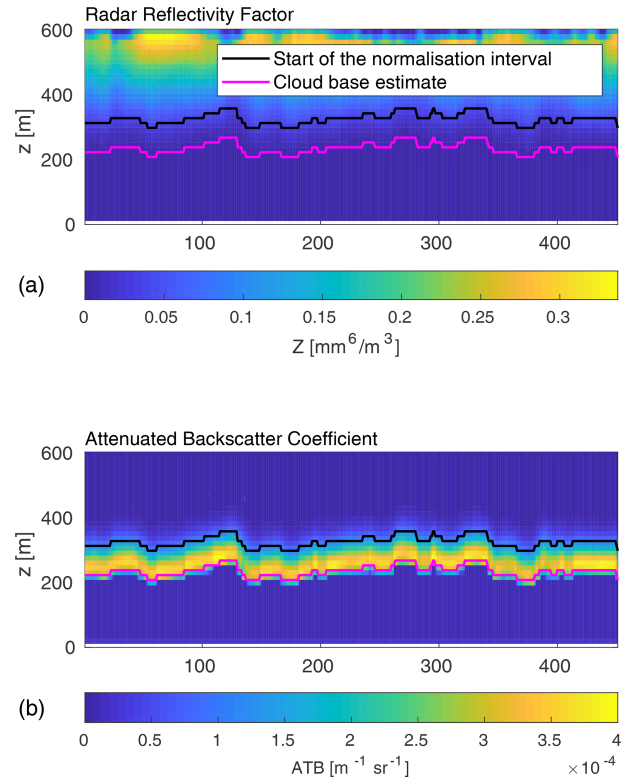 Radar Reflectivity Factor
600
400
200
0
z [m]
Start of the normalisation interval
Cloud base estimate
100 200 300 400
(a)
0 0.05 0.1 0.15 0.2 0.25 0.3
Z [mm^6/m^3]
Attenuated Backscatter Coefficient
600
400
200
0
z [m]
100 200 300 400
(b)
0 0.5 1 1.5 2 2.5 3 3.5 4
ATB [m^-1 sr^-1]
×10^-4